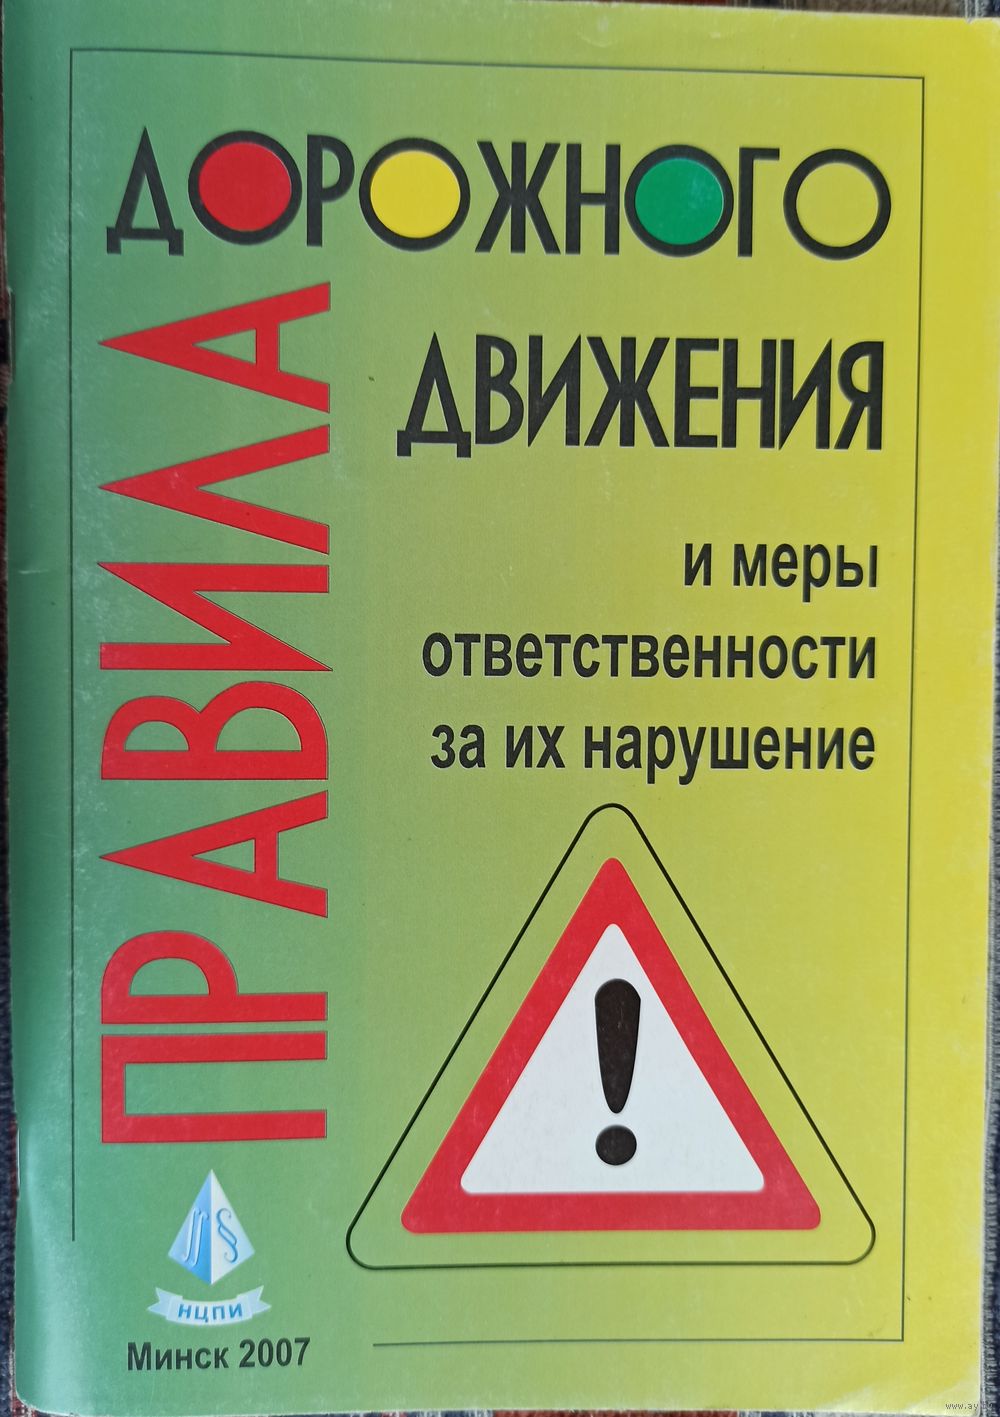 ПРАВИЛА
ДОРОЖНОГО
ДВИЖЕНИЯ
и меры
ответственности
за их нарушение
НЦПИ
Минск 2007